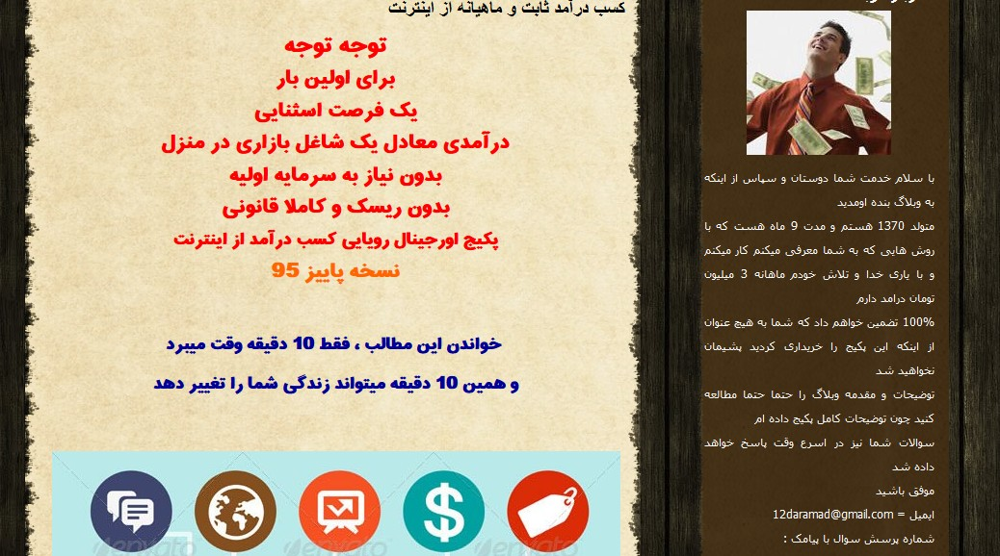 کسب درآمد ثابت و ماهیانه از اینترنت
توجه توجه
برای اولین بار
یک فرصت استثنایی
درآمدی معادل یک شاغل بازاری در منزل
بدون نیاز به سرمایه اولیه
بدون ریسک و کاملا قانونی
پکیج اورجینال رویایی کسب درآمد از اینترنت
نسخه پاییز 95
خواندن این مطالب ، فقط 10 دقیقه وقت میبرد
و همین 10 دقیقه میتواند زندگی شما را تغییر دهد
envato
envato
envato
با سلام خدمت شما دوستان و سپاس از اینکه
به وبلاگ بنده اومدید
متولد 1370 هستم و مدت 9 ماه هست که با
روش هایی که به شما معرفی میکنم کار میکنم
و با یاری خدا و تلاش خودم ماهانه 3 میلیون
تومان درامد دارم
100% تضمین خواهم داد که شما به هیچ عنوان
از اینکه این پکیج را خریداری کردید پشیمان
نخواهید شد
توضیحات و مقدمه وبلاگ را حتما حتما مطالعه
کنید چون توضیحات کامل پکیج داده ام
سوالات شما نیز در اسرع وقت پاسخ خواهد
داده شد
موفق باشید
ایمیل = 12daramad@gmail.com
شماره پرسش سوال با پیامک :